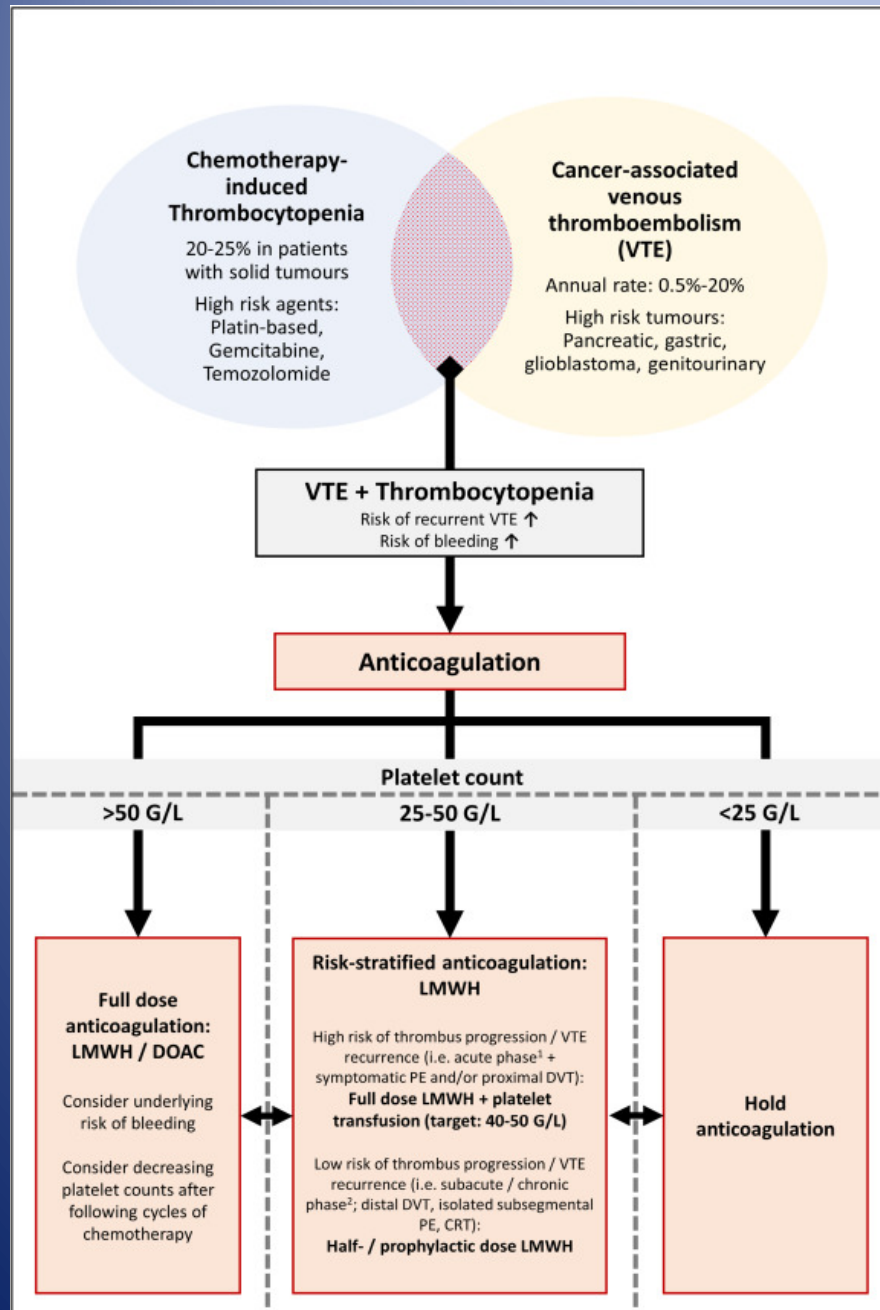 Chemotherapy-
induced
Thrombocytopenia
20-25% in patients
with solid tumours
High risk agents:
Platin-based,
Gemcitabine,
Temozolomide
Cancer-associated
venous
thromboembolism
(VTE)
Annual rate: 0.5%-20%
High risk tumours:
Pancreatic, gastric,
glioblastoma, genitourinary
VTE + Thrombocytopenia
Risk of recurrent VTE ↑
Risk of bleeding ↑
Anticoagulation
Platelet count
>50 G/L
25-50 G/L
<25 G/L
Full dose
anticoagulation:
LMWH / DOAC
Consider underlying
risk of bleeding
Consider decreasing
platelet counts after
following cycles of
chemotherapy
Risk-stratified anticoagulation:
LMWH
High risk of thrombus progression / VTE
recurrence (i.e. acute phase¹ +
symptomatic PE and/or proximal DVT):
Full dose LMWH + platelet
transfusion (target: 40-50 G/L)
Low risk of thrombus progression / VTE
recurrence (i.e. subacute / chronic
phase²; distal DVT, isolated subsegmental
PE, CRT):
Half- / prophylactic dose LMWH
Hold
anticoagulation